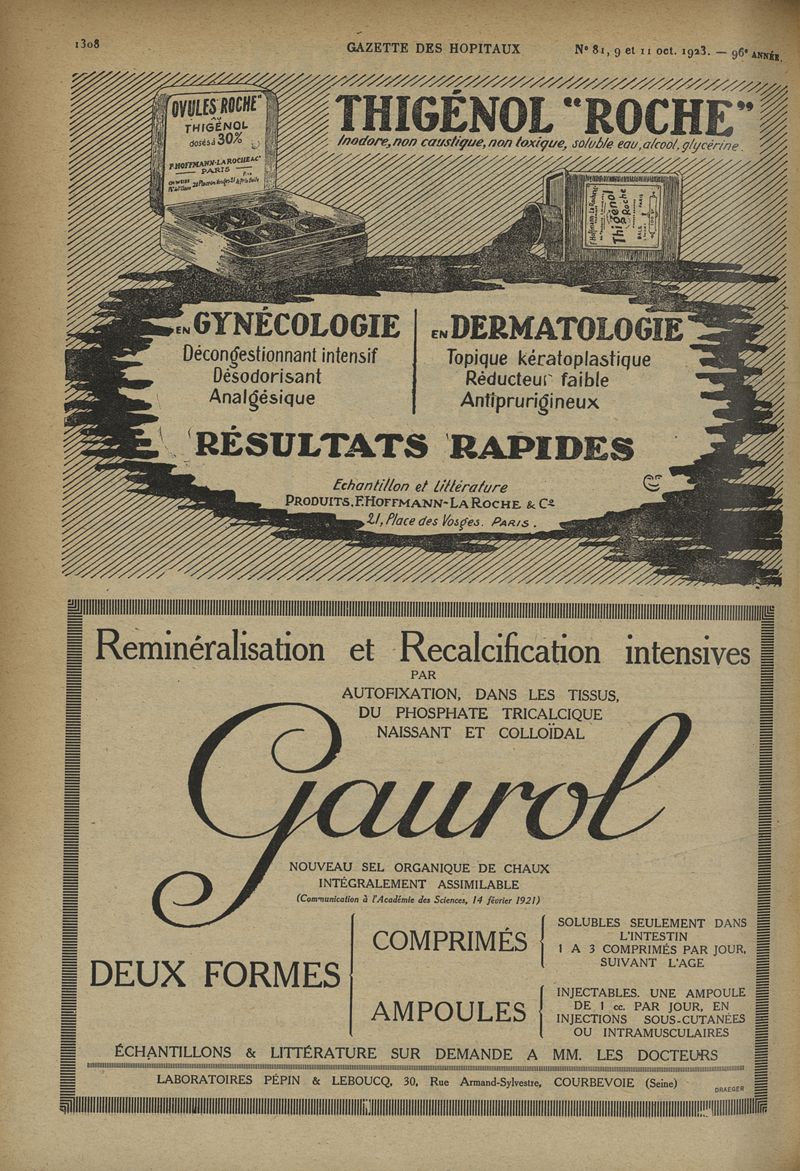 1308
GAZETTE DES HOPITAUX
N° 81, 9 et 11 oct. 1923. — 96e ANNÉE.
OVULES ROCHE"
AU
THIGÉNOL
dosés à 30%
F. HOFFMANN-LA ROCHE & Cº
PARIS
THIGÉNOL "ROCHE"
Inodore, non caustique, non toxique, soluble eau, alcool, glycérine.
Thigénol
Roche
EN GYNÉCOLOGIE
Décongestionnant intensif
Désodorisant
Analgésique
EN DERMATOLOGIE
Topique kératoplastique
Réducteur faible
Antiprurigineux
RÉSULTATS RAPIDES
Echantillon et Littérature
PRODUITS. F. HOFFMANN-LA ROCHE & Cº
21, Place des Vosges. PARIS.
Reminéralisation et Recalcification intensives
PAR
AUTOFIXATION, DANS LES TISSUS,
DU PHOSPHATE TRICALCIQUE
NAISSANT ET COLLOÏDAL
Gaurol
NOUVEAU SEL ORGANIQUE DE CHAUX
INTÉGRALEMENT ASSIMILABLE
(Communication à l'Académie des Sciences, 14 février 1921)
DEUX FORMES
COMPRIMÉS
SOLUBLES SEULEMENT DANS
L'INTESTIN
1 A 3 COMPRIMÉS PAR JOUR,
SUIVANT L'AGE
AMPOULES
INJECTABLES. UNE AMPOULE
DE 1 cc. PAR JOUR, EN
INJECTIONS SOUS-CUTANÉES
OU INTRAMUSCULAIRES
ÉCHANTILLONS & LITTÉRATURE SUR DEMANDE A MM. LES DOCTEURS
LABORATOIRES PÉPIN & LEBOUCQ, 30, Rue Armand-Sylvestre, COURBEVOIE (Seine)
DRAEGER